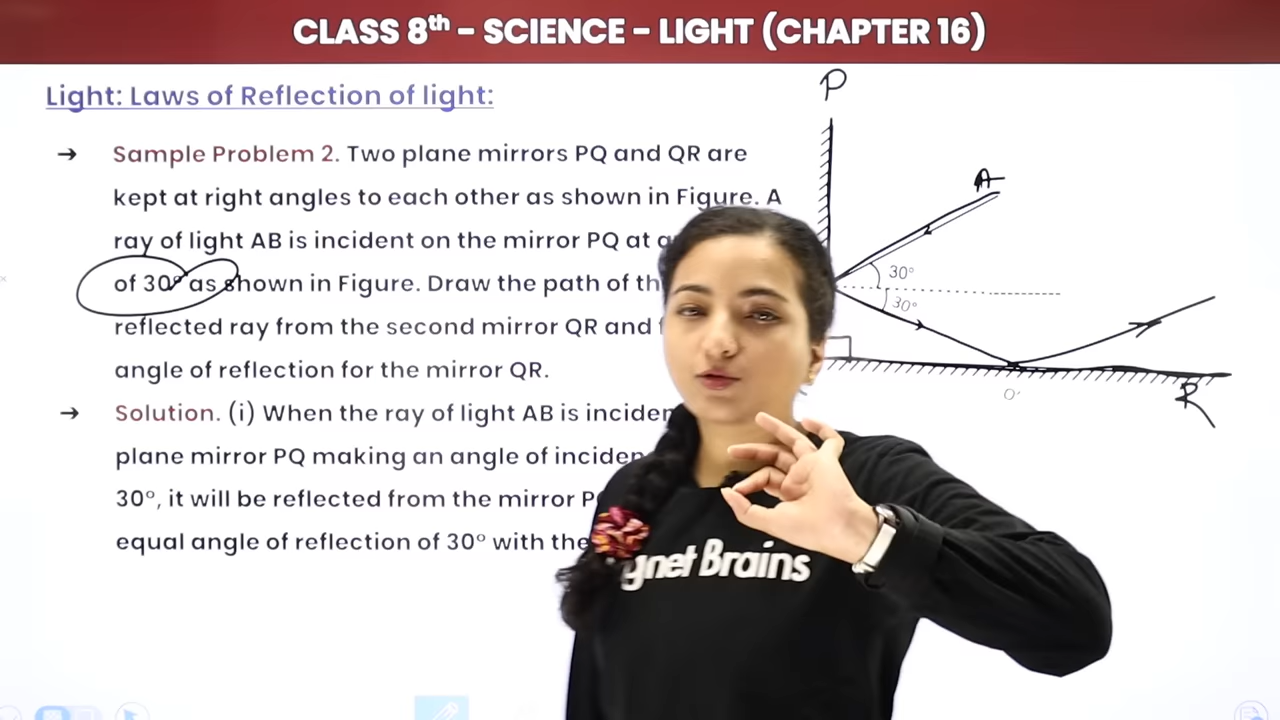 CLASS 8th – SCIENCE – LIGHT (CHAPTER 16)
Light: Laws of Reflection of light:
→ Sample Problem 2. Two plane mirrors PQ and QR are
kept at right angles to each other as shown in Figure. A
ray of light AB is incident on the mirror PQ at
of 30° as shown in Figure. Draw the path of
reflected ray from the second mirror QR and
angle of reflection for the mirror QR.
→ Solution. (i) When the ray of light AB is
plane mirror PQ making an angle of
30°, it will be reflected from the mirror
equal angle of reflection of 30° with the
P
A
30°
30°
O'
R
Brains